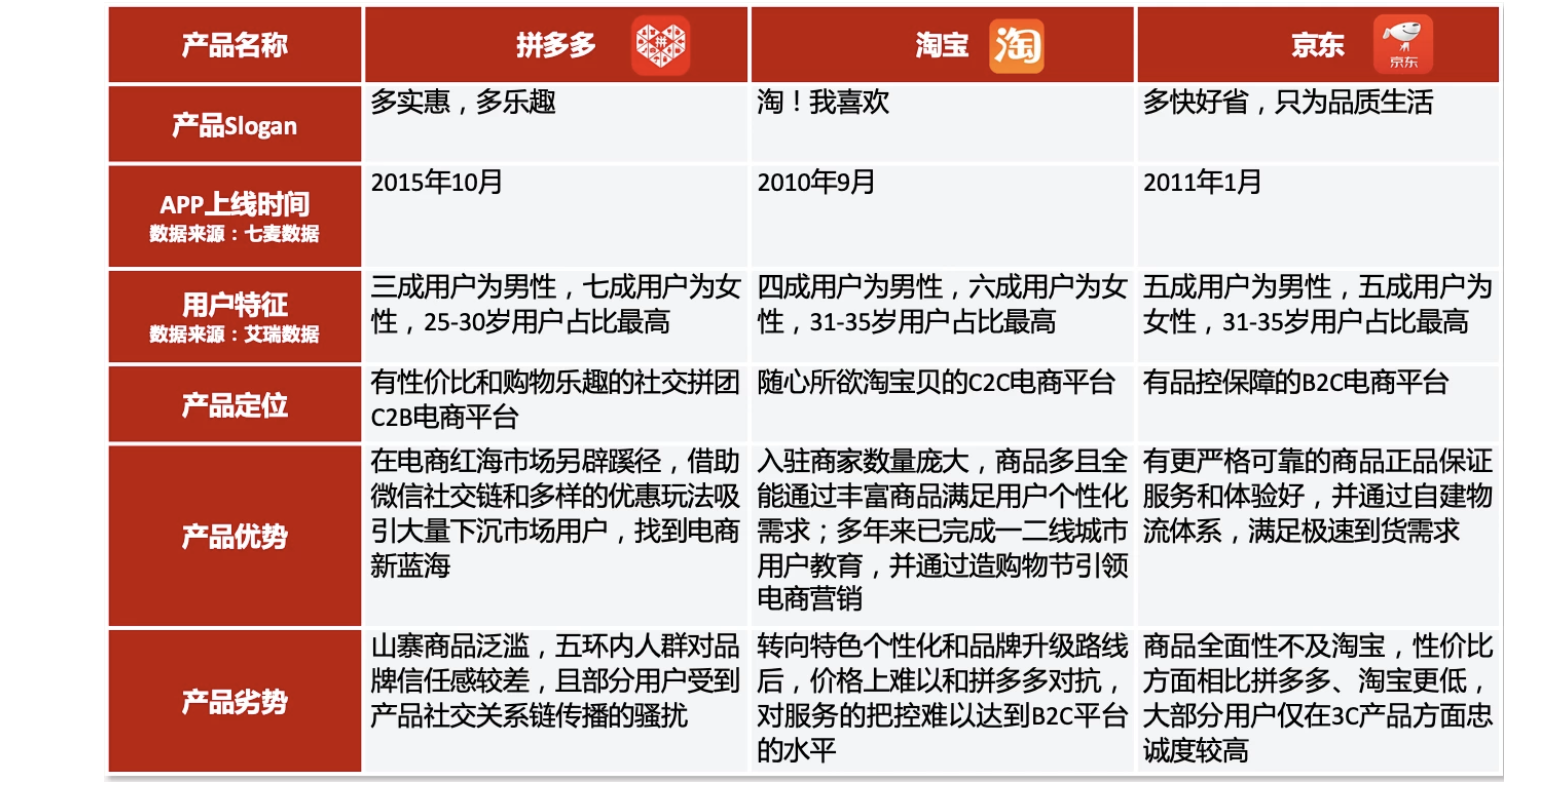 产品名称
拼多多
拼
淘宝
淘
京东
京东
产品Slogan
多实惠，多乐趣
淘！我喜欢
多快好省，只为品质生活
APP上线时间
数据来源：七麦数据
2015年10月
2010年9月
2011年1月
用户特征
数据来源：艾瑞数据
三成用户为男性，七成用户为女
性，25-30岁用户占比最高
四成用户为男性，六成用户为女
性，31-35岁用户占比最高
五成用户为男性，五成用户为
女性，31-35岁用户占比最高
产品定位
有性价比和购物乐趣的社交拼团
C2B电商平台
随心所欲淘宝贝的C2C电商平台
有品控保障的B2C电商平台
产品优势
在电商红海市场另辟蹊径，借助
微信社交链和多样的优惠玩法吸
引大量下沉市场用户，找到电商
新蓝海
入驻商家数量庞大，商品多且全
能通过丰富商品满足用户个性化
需求；多年来已完成一二线城市
用户教育，并通过造购物节引领
电商营销
有更严格可靠的商品正品保证
服务和体验好，并通过自建物
流体系，满足极速到货需求
产品劣势
山寨商品泛滥，五环内人群对品
牌信任感较差，且部分用户受到
产品社交关系链传播的骚扰
转向特色个性化和品牌升级路线
后，价格上难以和拼多多对抗，
对服务的把控难以达到B2C平台
的水平
商品全面性不及淘宝，性价比
方面相比拼多多、淘宝更低，
大部分用户仅在3C产品方面忠
诚度较高